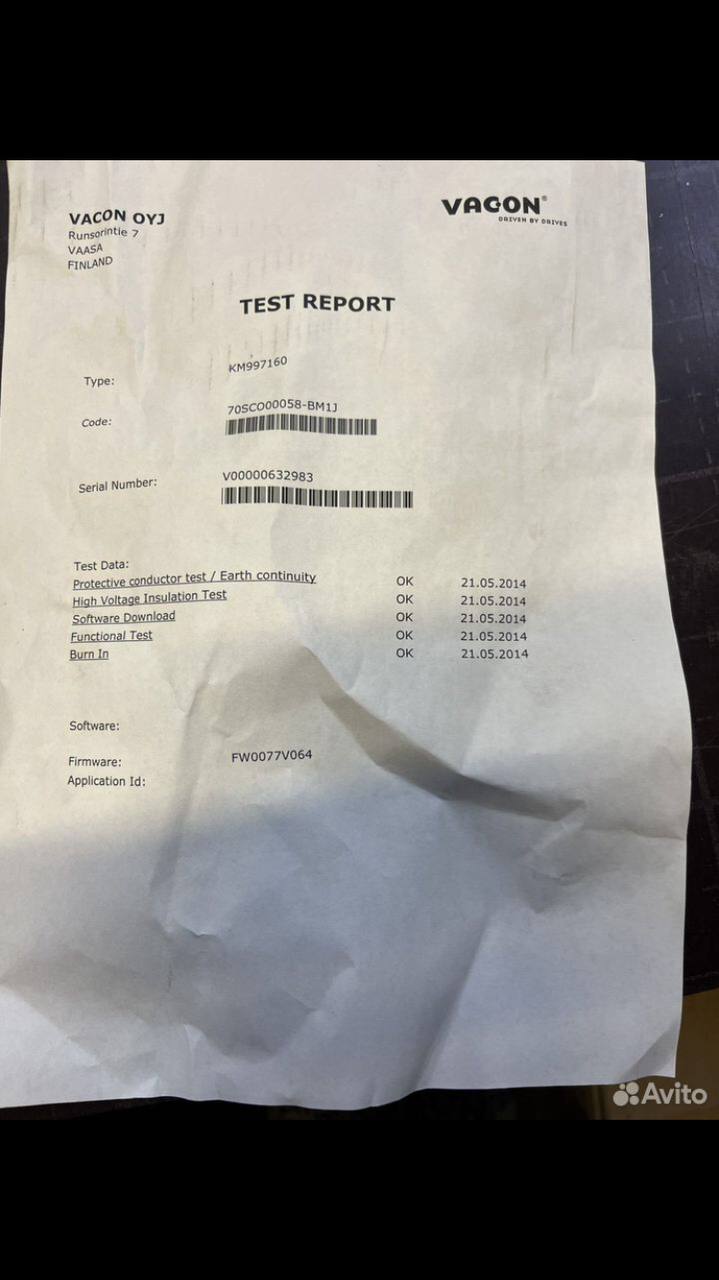 VACON OYJ
Runsorintie 7
VAASA
FINLAND
VACON®
DRIVEN BY DRIVES
TEST REPORT
Type: KM997160
Code: 70SCO00058-BM1J
Serial Number: V00000632983
Test Data:
Protective conductor test / Earth continuity OK 21.05.2014
High Voltage Insulation Test OK 21.05.2014
Software Download OK 21.05.2014
Functional Test OK 21.05.2014
Burn In OK 21.05.2014
Software:
Firmware: FW0077V064
Application Id:
Avito